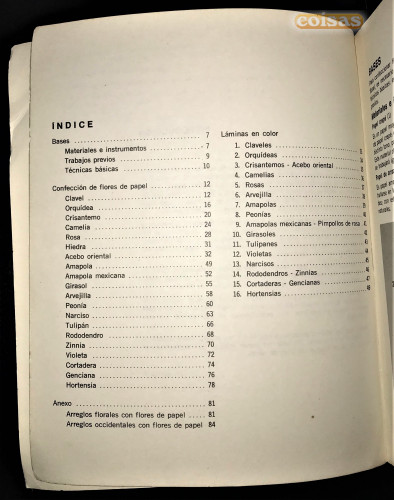 coisas
INDICE
Bases 7
Materiales e instrumentos 7
Trabajos previos 9
Técnicas básicas 10
Confección de flores de papel 12
Clavel 12
Orquídea 16
Crisantemo 20
Camelia 24
Rosa 28
Hiedra 31
Acebo oriental 32
Amapola 49
Amapola mexicana 52
Girasol 55
Arvejilla 58
Peonía 60
Narciso 63
Tulipán 66
Rododendro 68
Zinnia 70
Violeta 72
Cortadera 74
Genciana 76
Hortensia 78
Anexo 81
Arreglos florales con flores de papel 81
Arreglos occidentales con flores de papel 84
Láminas en color
1. Claveles
2. Orquídeas
3. Crisantemos - Acebo oriental
4. Camelias
5. Rosas
6. Arvejilla
7. Amapolas
8. Peonías
9. Amapolas mexicanas - Pimpollos de rosa
10. Girasoles
11. Tulipanes
12. Violetas
13. Narcisos
14. Rododendros - Zinnias
15. Cortaderas - Gencianas
16. Hortensias
BASES